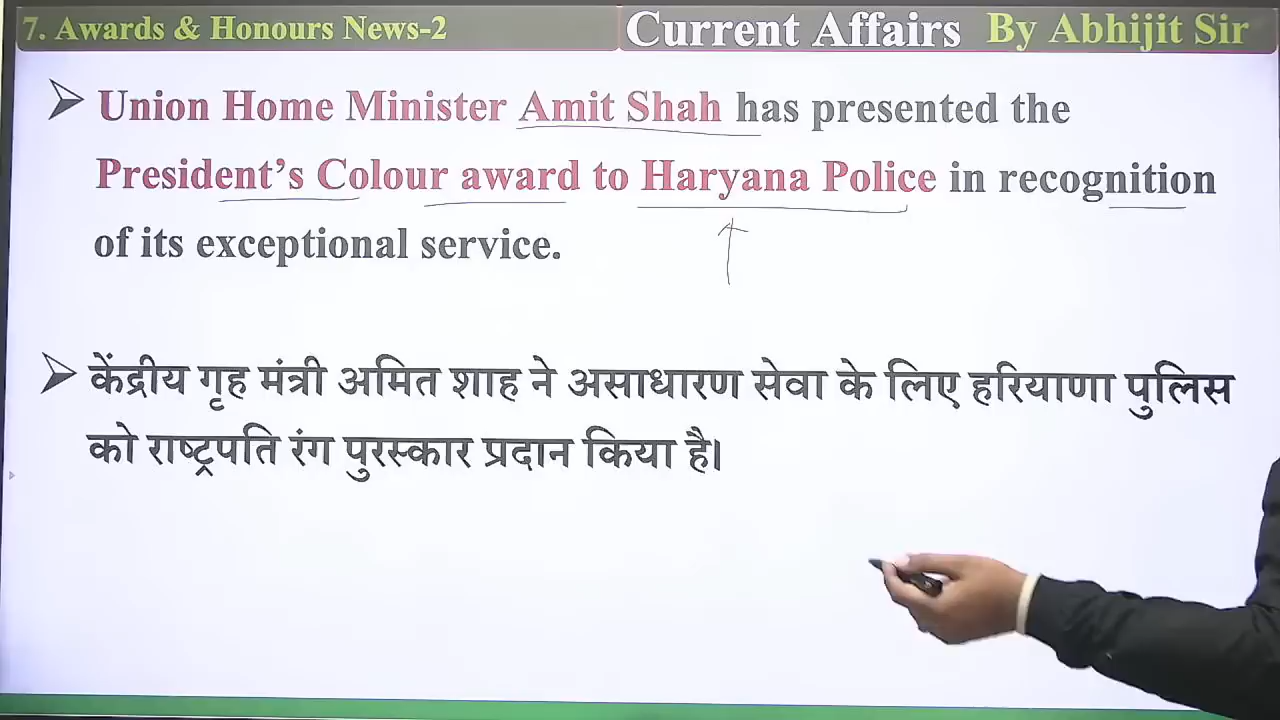 7. Awards & Honours News-2
Current Affairs By Abhijit Sir
Union Home Minister Amit Shah has presented the
President's Colour award to Haryana Police in recognition
of its exceptional service.
केंद्रीय गृह मंत्री अमित शाह ने असाधारण सेवा के लिए हरियाणा पुलिस
को राष्ट्रपति रंग पुरस्कार प्रदान किया है।